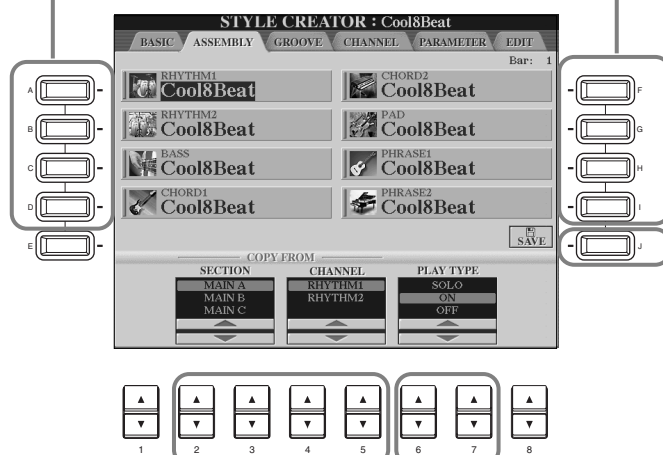 STYLE CREATOR : Cool8Beat
BASIC ASSEMBLY GROOVE CHANNEL PARAMETER EDIT
Bar: 1
RHYTHM1
Cool8Beat
CHORD2
Cool8Beat
RHYTHM2
Cool8Beat
PAD
Cool8Beat
BASS
Cool8Beat
PHRASE1
Cool8Beat
CHORD1
Cool8Beat
PHRASE2
Cool8Beat
SAVE
COPY FROM
SECTION CHANNEL PLAY TYPE
MAIN A RHYTHM1 SOLO
MAIN B RHYTHM2 ON
MAIN C OFF
A
B
C
D
E
F
G
H
I
J
1 2 3 4 5 6 7 8